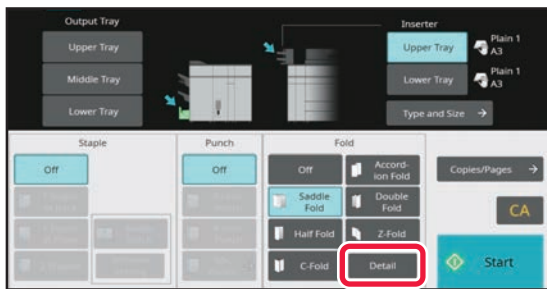 Output Tray
Upper Tray
Middle Tray
Lower Tray
Inserter
Upper Tray
Plain 1
A3
Lower Tray
Plain 1
A3
Type and Size
Staple
Off
Punch
Off
Fold
Off
Accord-
ion Fold
Saddle
Fold
Double
Fold
Half Fold
Z-Fold
C-Fold
Detail
Copies/Pages
CA
Start